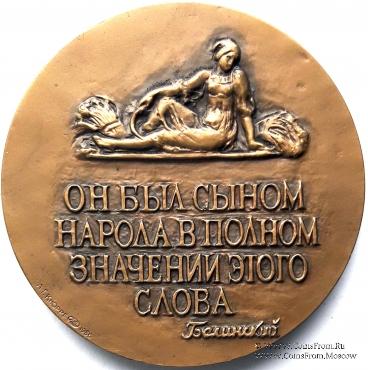 ОН БЫЛ СЫНОМ
НАРОДА В ПОЛНОМ
ЗНАЧЕНИИ ЭТОГО
СЛОВА
Белинский
www.CoinsFrom.Ru
www.CoinsFrom.Moscow